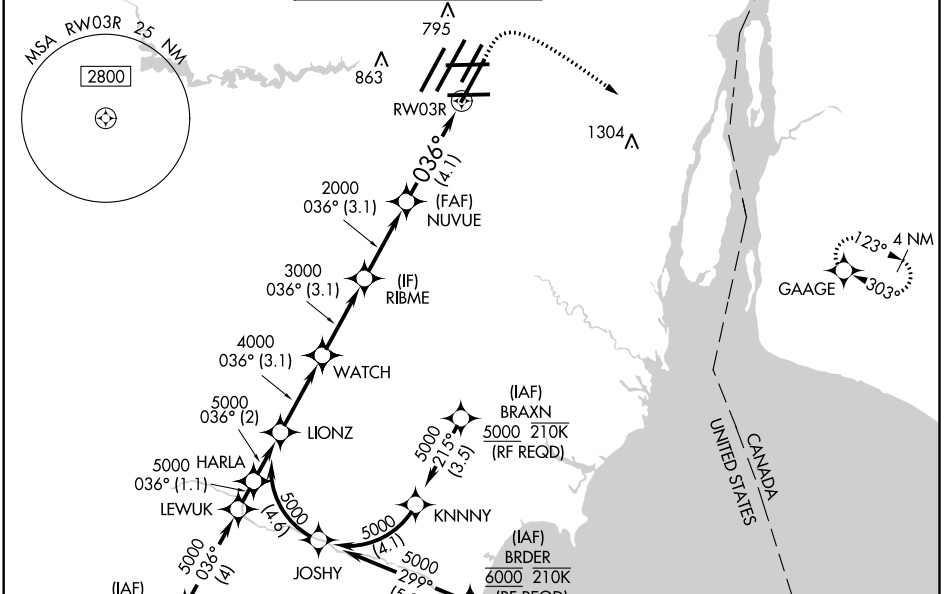 MSA RW03R 25 NM
2800
795
863
RW03R
1304
036°
(4.1)
(FAF)
NUVUE
2000
036° (3.1)
123°
4 NM
303°
GAAGE
(IF)
RIBME
3000
036° (3.1)
4000
036° (3.1)
WATCH
5000
036° (2)
LIONZ
(IAF)
BRAXN
5000 210K
(RF REQD)
5000
215°
(3.5)
HARLA
5000
036° (1.1)
LEWUK
KNNNY
5000
(4.6)
5000
(4.1)
JOSHY
5000
036°
(4)
(IAF)
5000
299°
(IAF)
BRDER
6000 210K
(RF REQD)
CANADA
UNITED STATES